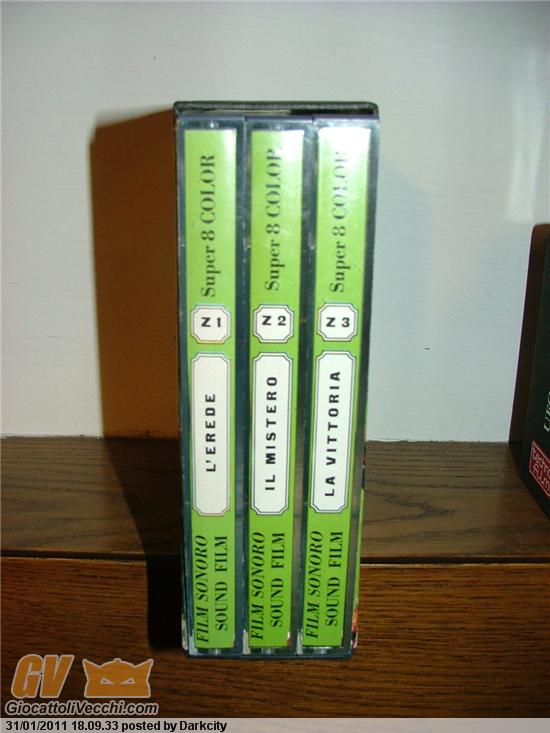 Super 8 COLOR
Z 1
L'EREDE
FILM SONORO
SOUND FILM
Super 8 COLOR
Z 2
IL MISTERO
FILM SONORO
SOUND FILM
Super 8 COLOR
Z 3
LA VITTORIA
FILM SONORO
SOUND FILM
GV
GiocattoliVecchi.com
31/01/2011 18.09.33 posted by Darkcity